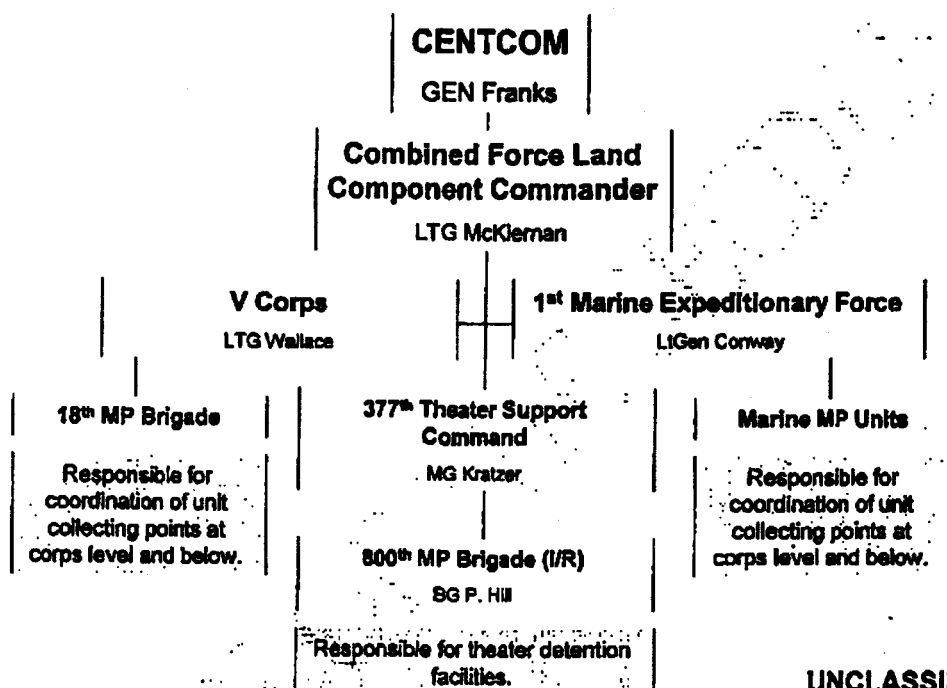 CENTCOM
GEN Franks
Combined Force Land
Component Commander
LTG McKiernan
V Corps
LTG Wallace
1st Marine Expeditionary Force
LtGen Conway
18th MP Brigade
Responsible for
coordination of unit
collecting points at
corps level and below.
377th Theater Support
Command
MG Kratzer
800th MP Brigade (I/R)
BG P. Hill
Responsible for theater detention
facilities.
Marine MP Units
Responsible for
coordination of unit
collecting points at
corps level and below.
UNCLASSI